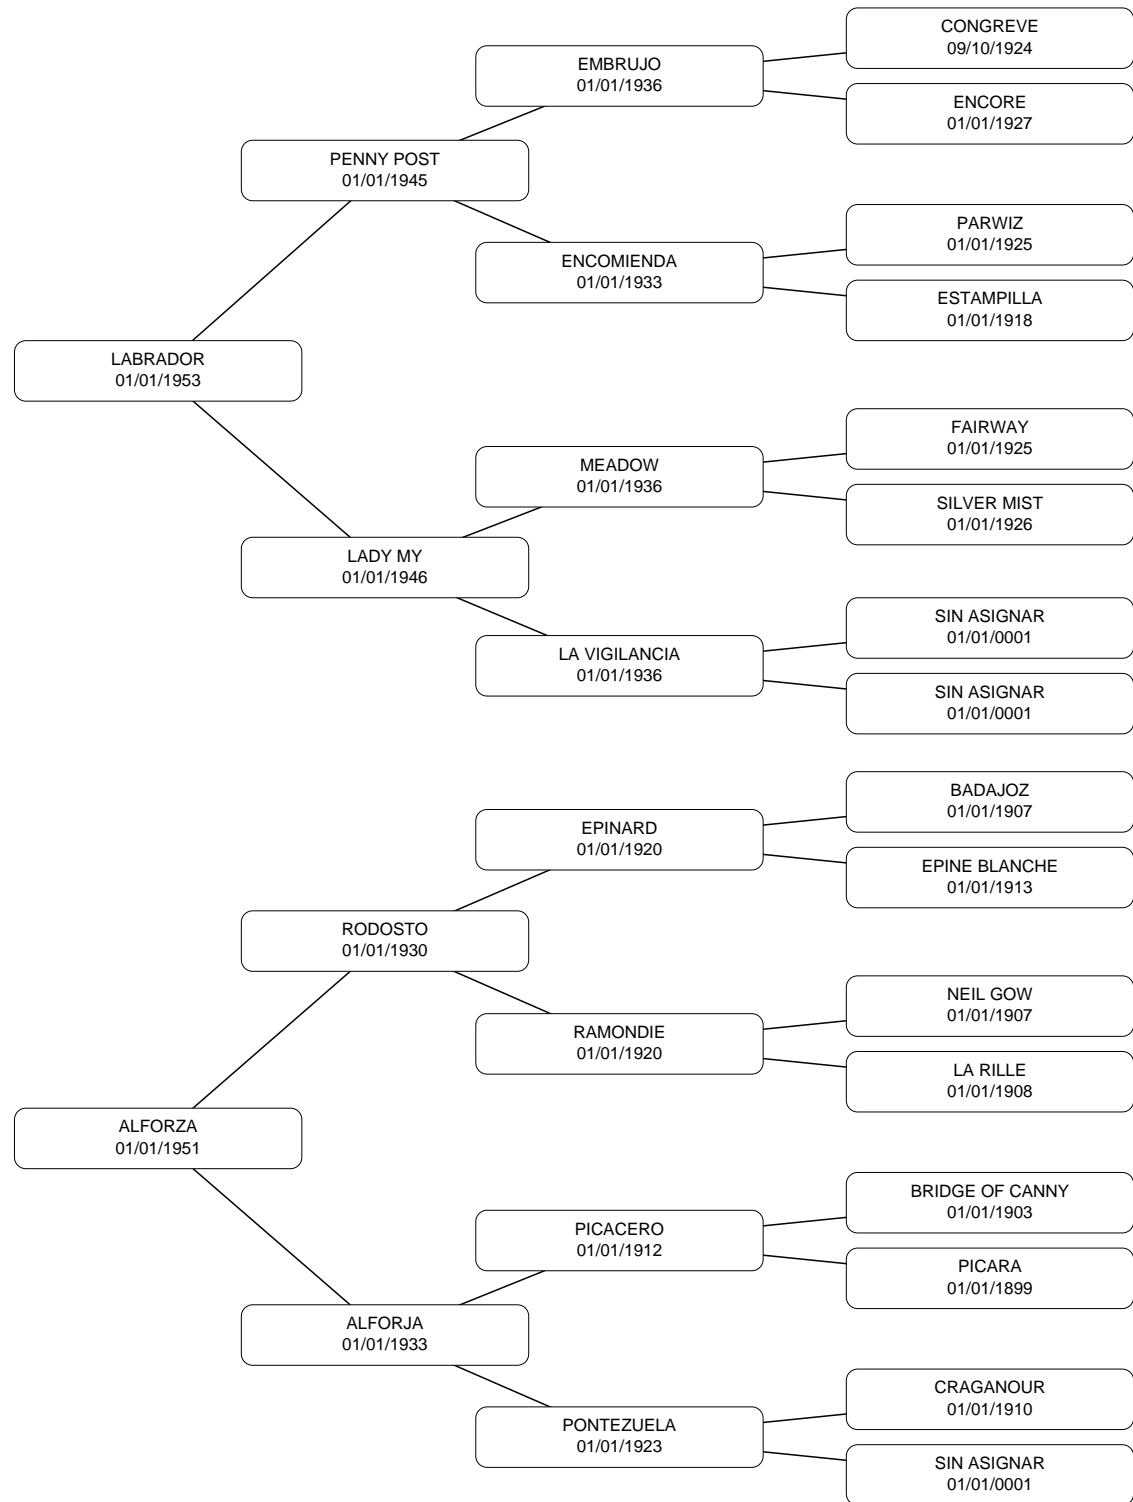 CONGREVE
09/10/1924
EMBRUJO
01/01/1936
ENCORE
01/01/1927
PENNY POST
01/01/1945
PARWIZ
01/01/1925
ENCOMIENDA
01/01/1933
ESTAMPILLA
01/01/1918
LABRADOR
01/01/1953
FAIRWAY
01/01/1925
MEADOW
01/01/1936
SILVER MIST
01/01/1926
LADY MY
01/01/1946
SIN ASIGNAR
01/01/0001
LA VIGILANCIA
01/01/1936
SIN ASIGNAR
01/01/0001
BADAJOZ
01/01/1907
EPINARD
01/01/1920
EPINE BLANCHE
01/01/1913
RODOSTO
01/01/1930
NEIL GOW
01/01/1907
RAMONDIE
01/01/1920
LA RILLE
01/01/1908
ALFORZA
01/01/1951
BRIDGE OF CANNY
01/01/1903
PICACERO
01/01/1912
PICARA
01/01/1899
ALFORJA
01/01/1933
CRAGANOUR
01/01/1910
PONTEZUELA
01/01/1923
SIN ASIGNAR
01/01/0001